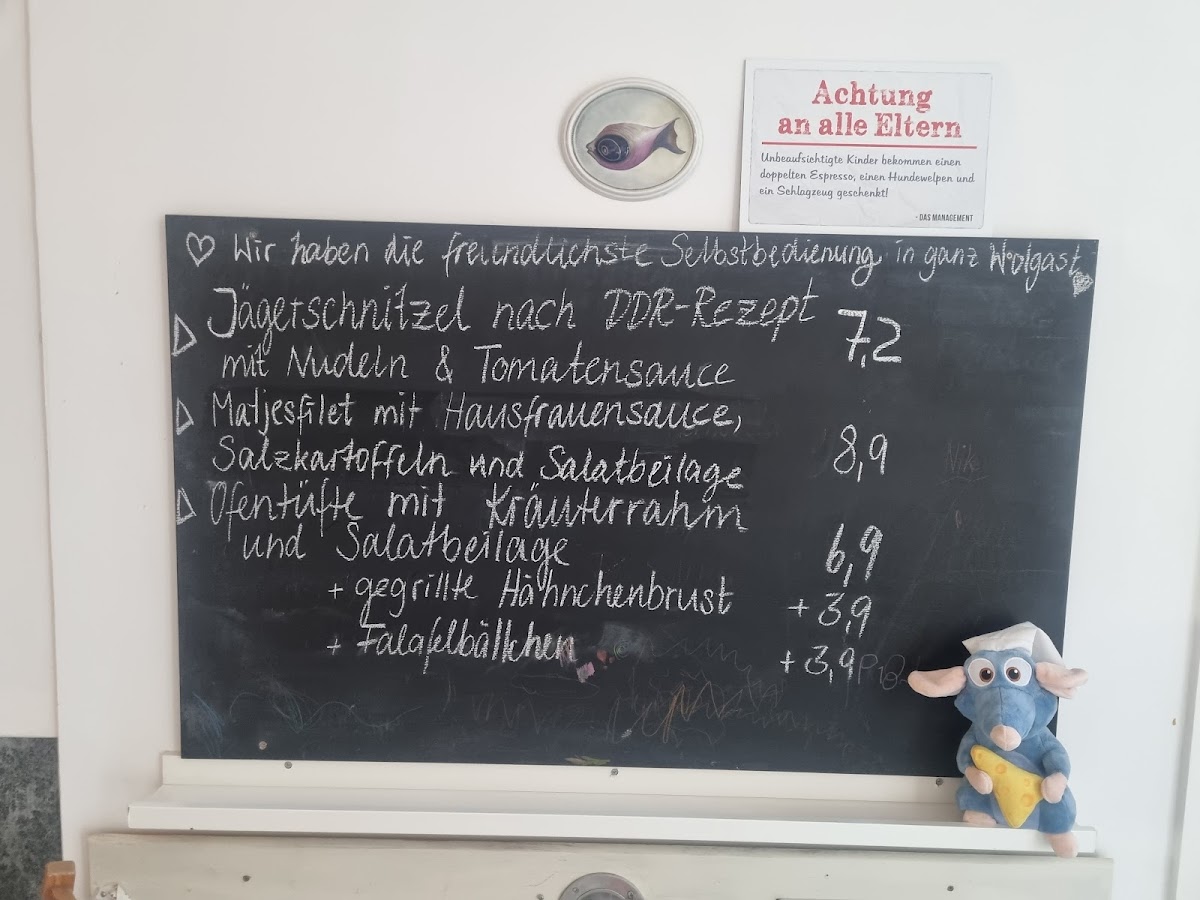 Achtung
an alle Eltern
Unbeaufsichtigte Kinder bekommen einen
doppelten Espresso, einen Hundewelpen und
ein Schlagzeug geschenkt!
- DAS MANAGEMENT
♡ Wir haben die freundlichste Selbstbedienung in ganz Wolgast ♡
▷ Jägerschnitzel nach DDR-Rezept 7,2
mit Nudeln & Tomatensauce
▷ Matjesfilet mit Hausfrauensauce,
Salzkartoffeln und Salatbeilage 8,9
▷ Ofentüfte mit Kräuterrahm
und Salatbeilage 6,9
+ gegrillte Hähnchenbrust +3,9
+ Falafelbällchen +3,9